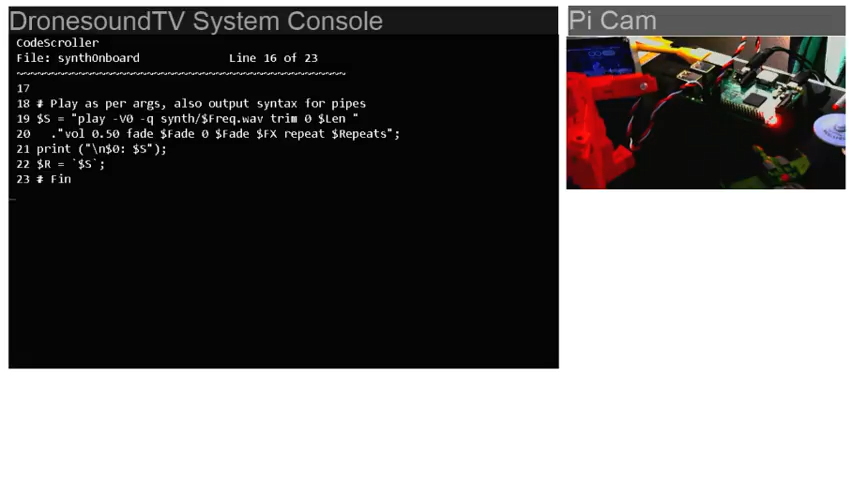 DronesoundTV System Console
CodeScroller
File: synthOnboard Line 16 of 23
~~~~~~~~~~~~~~~~~~~~~~~~~~~~~~~~~~~~~~~~~~~~~~~~
17
18 # Play as per args, also output syntax for pipes
19 $S = "play -V0 -q synth/$Freq.wav trim 0 $Len "
20 ."vol 0.50 fade $Fade 0 $Fade $FX repeat $Repeats";
21 print ("\n$0: $S");
22 $R = `$S`;
23 # Fin
Pi Cam